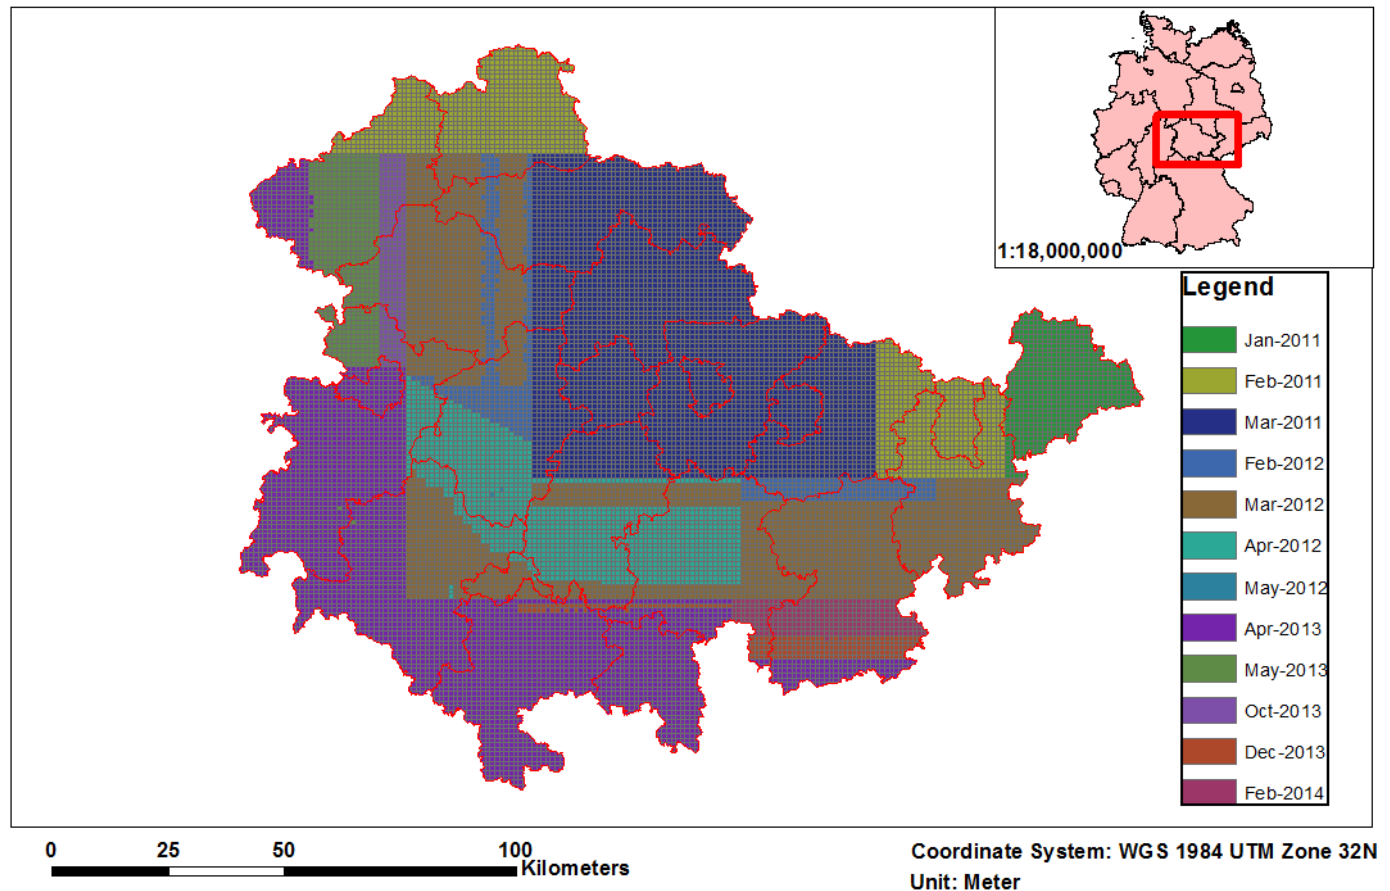 1:18,000,000
Legend
Jan-2011
Feb-2011
Mar-2011
Feb-2012
Mar-2012
Apr-2012
May-2012
Apr-2013
May-2013
Oct-2013
Dec-2013
Feb-2014
0 25 50 100
Kilometers
Coordinate System: WGS 1984 UTM Zone 32N
Unit: Meter